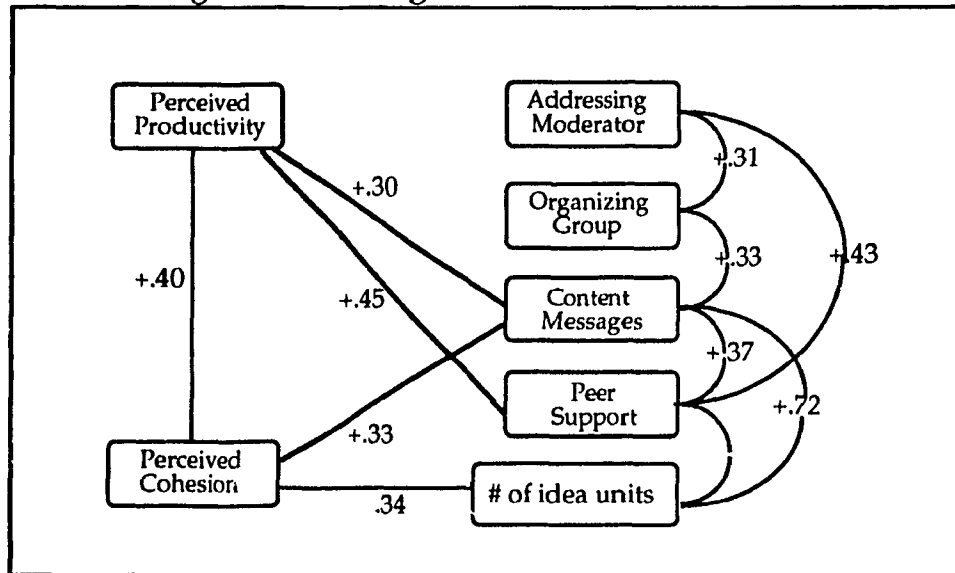 Perceived
Productivity
Addressing
Moderator
+.31
+.30
Organizing
Group
+.33
+.43
+.40
+.45
Content
Messages
+.37
Peer
Support
+.72
+.33
Perceived
Cohesion
.34
# of idea units